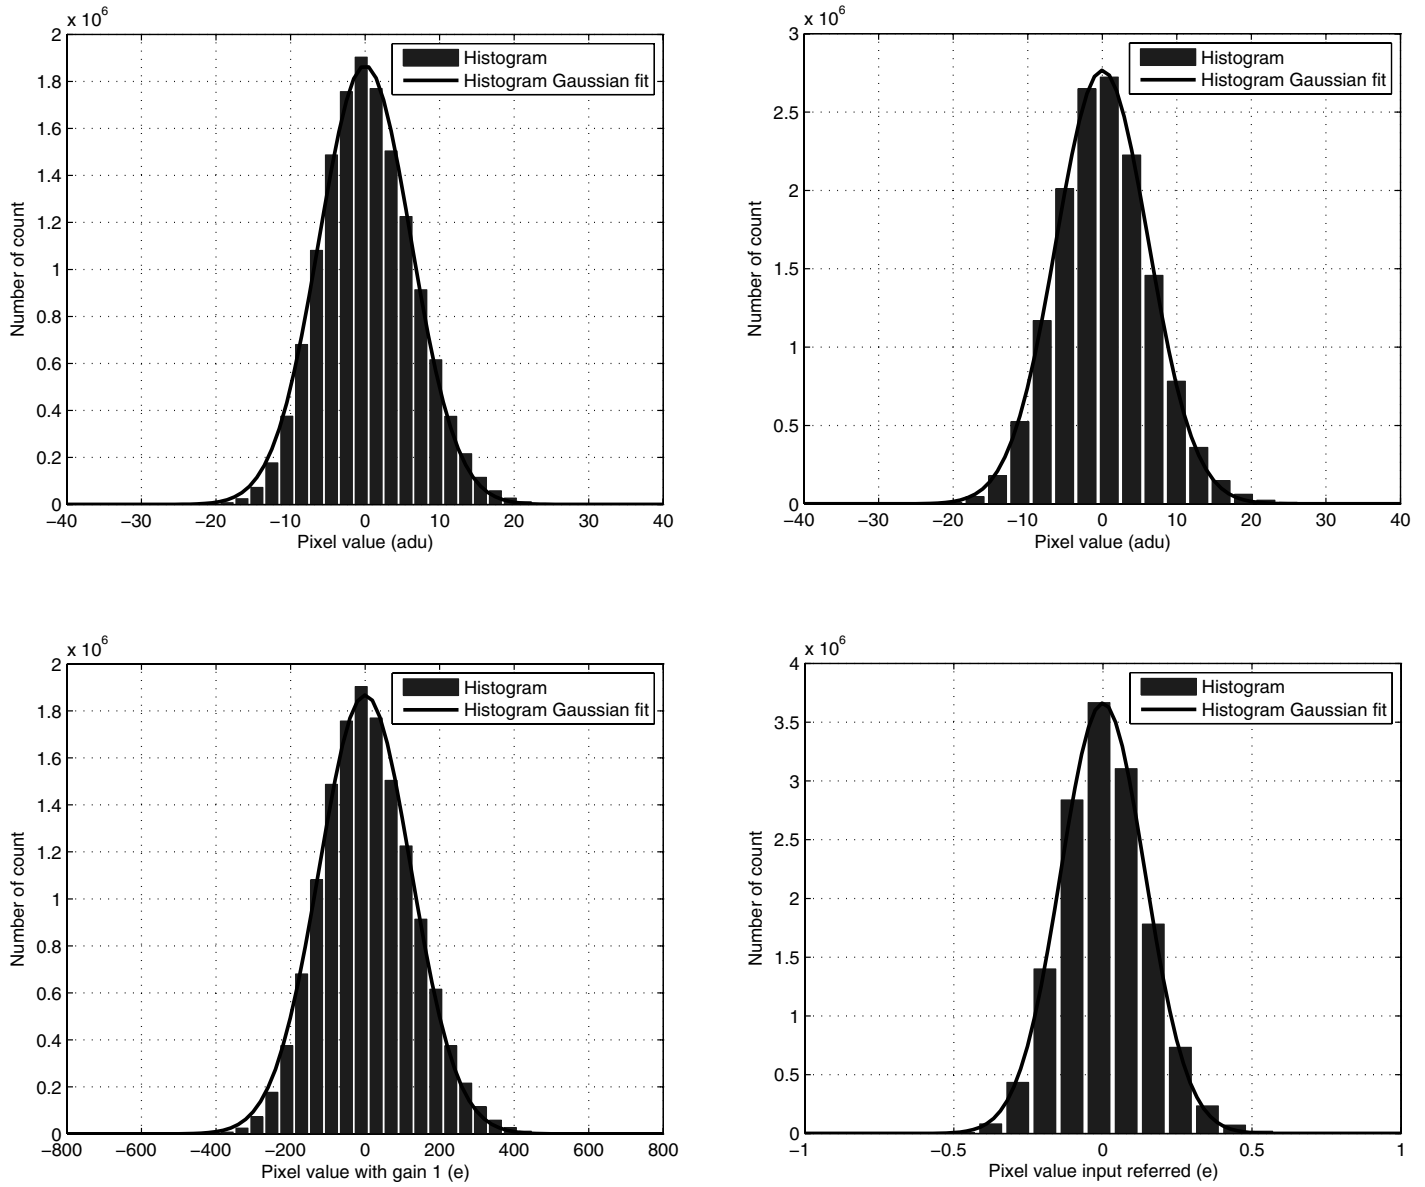 x 10^6
2
1.8
1.6
1.4
1.2
1
0.8
0.6
0.4
0.2
0
Number of count
Histogram
Histogram Gaussian fit
−40 −30 −20 −10 0 10 20 30 40
Pixel value (adu)
x 10^6
3
2.5
2
1.5
1
0.5
0
Number of count
Histogram
Histogram Gaussian fit
−40 −30 −20 −10 0 10 20 30 40
Pixel value (adu)
x 10^6
2
1.8
1.6
1.4
1.2
1
0.8
0.6
0.4
0.2
0
Number of count
Histogram
Histogram Gaussian fit
−800 −600 −400 −200 0 200 400 600 800
Pixel value with gain 1 (e)
x 10^6
4
3.5
3
2.5
2
1.5
1
0.5
0
Number of count
Histogram
Histogram Gaussian fit
−1 −0.5 0 0.5 1
Pixel value input referred (e)